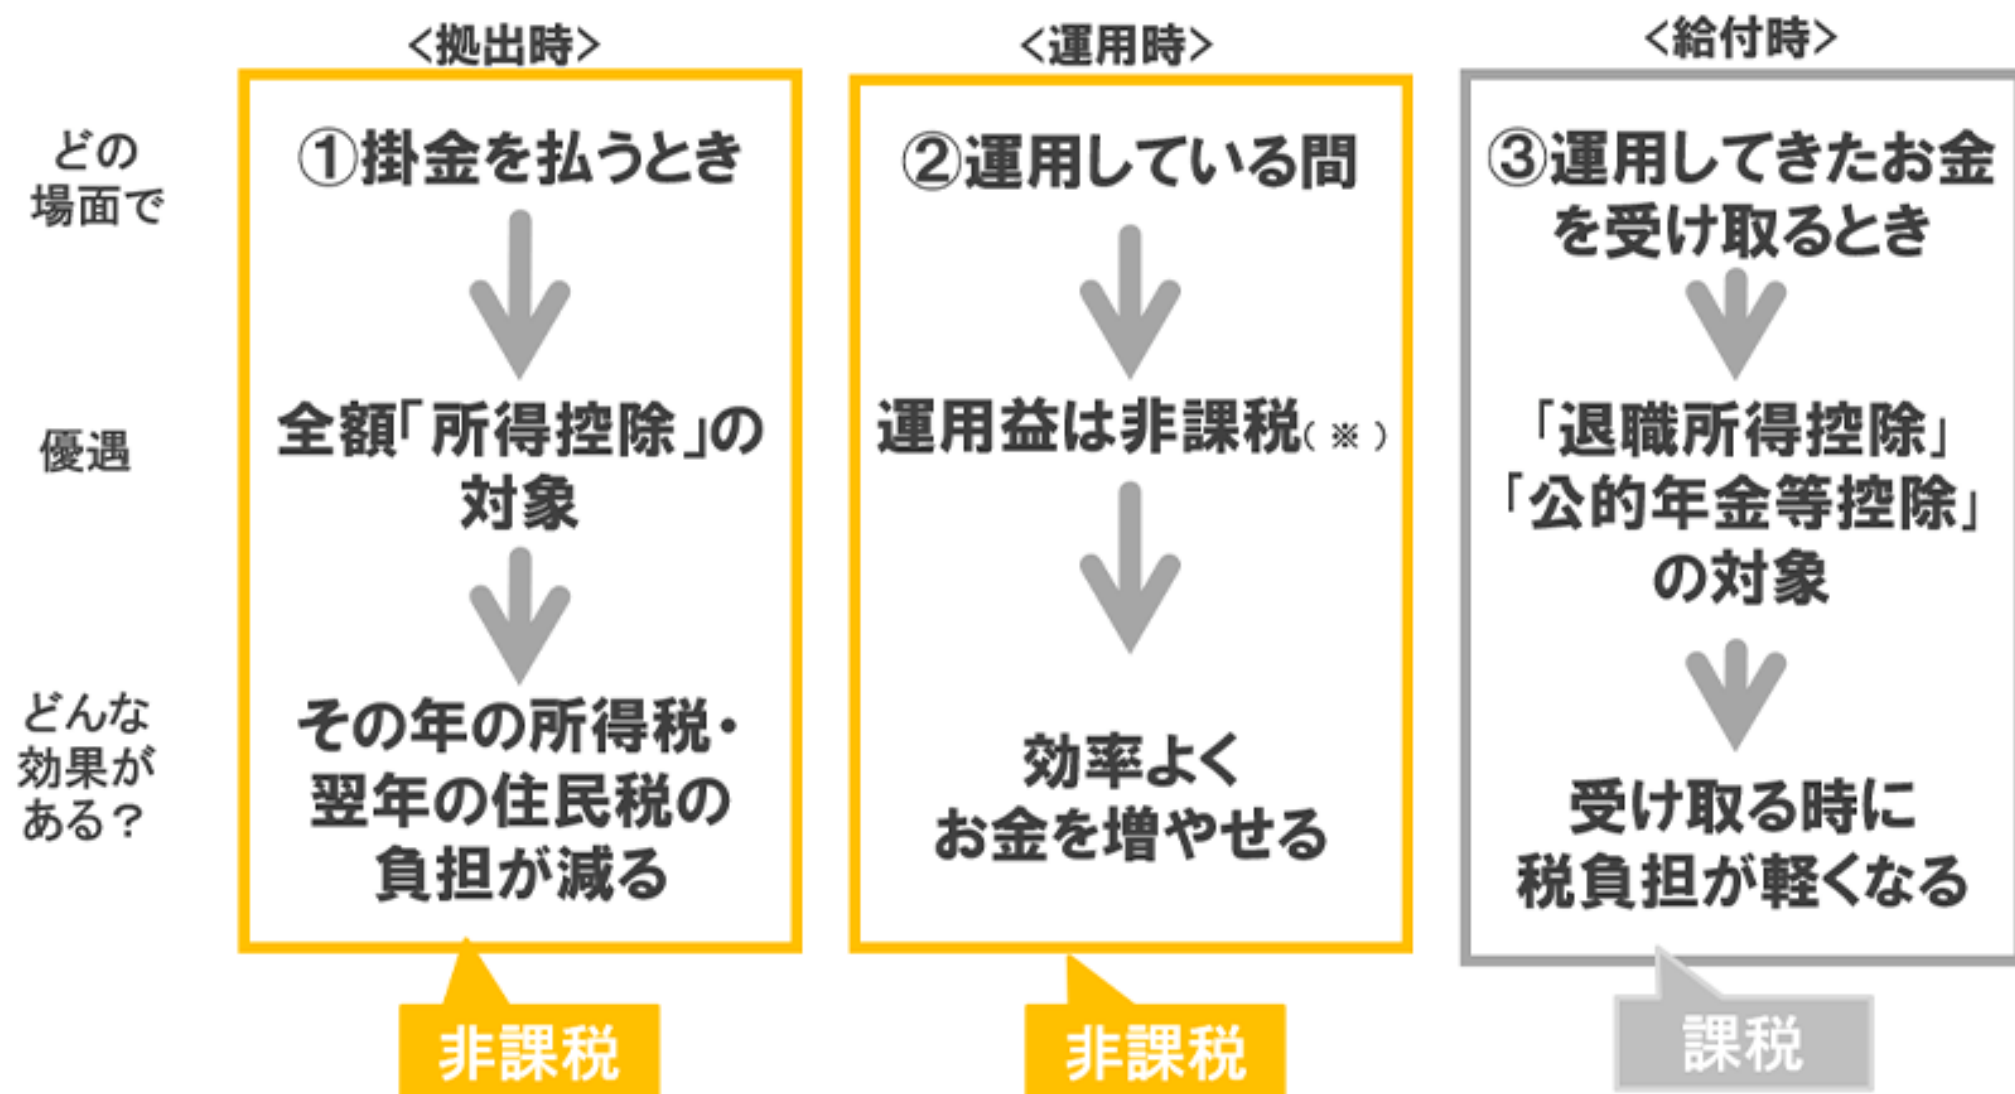 <拠出時>
<運用時>
<給付時>
どの
場面で
①掛金を払うとき
②運用している間
③運用してきたお金
を受け取るとき
優遇
全額「所得控除」の
対象
運用益は非課税(※)
「退職所得控除」
「公的年金等控除」
の対象
どんな
効果が
ある？
その年の所得税・
翌年の住民税の
負担が減る
効率よく
お金を増やせる
受け取る時に
税負担が軽くなる
非課税
非課税
課税